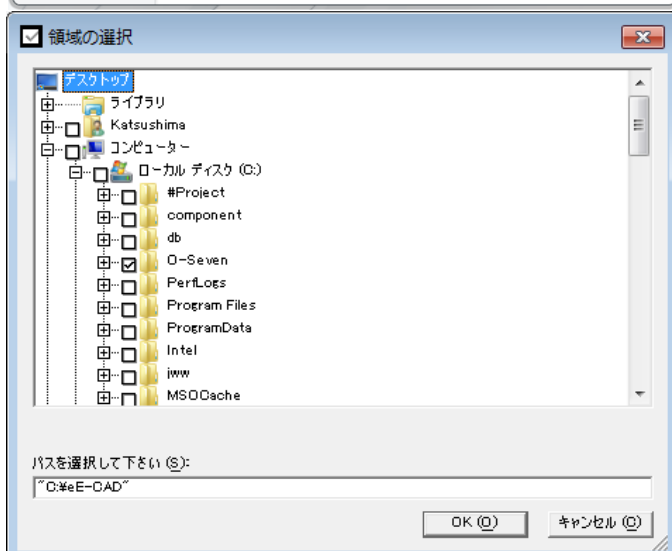 領域の選択
デスクトップ
ライブラリ
Katsushima
コンピューター
ローカル ディスク (C:)
#Project
component
db
O-Seven
PerfLogs
Program Files
ProgramData
Intel
jww
MSOCache
パスを選択して下さい (S):
"C:¥eE-CAD"
OK (O) キャンセル (C)